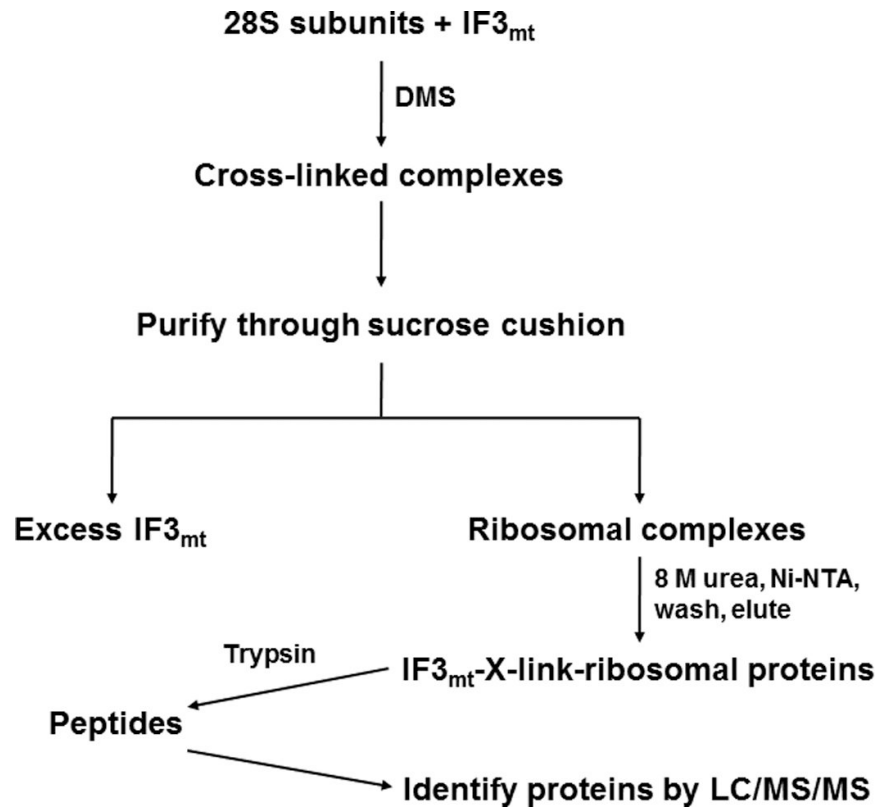 28S subunits + IF3mt
DMS
Cross-linked complexes
Purify through sucrose cushion
Excess IF3mt
Ribosomal complexes
8 M urea, Ni-NTA,
wash, elute
Trypsin
IF3mt-X-link-ribosomal proteins
Peptides
Identify proteins by LC/MS/MS